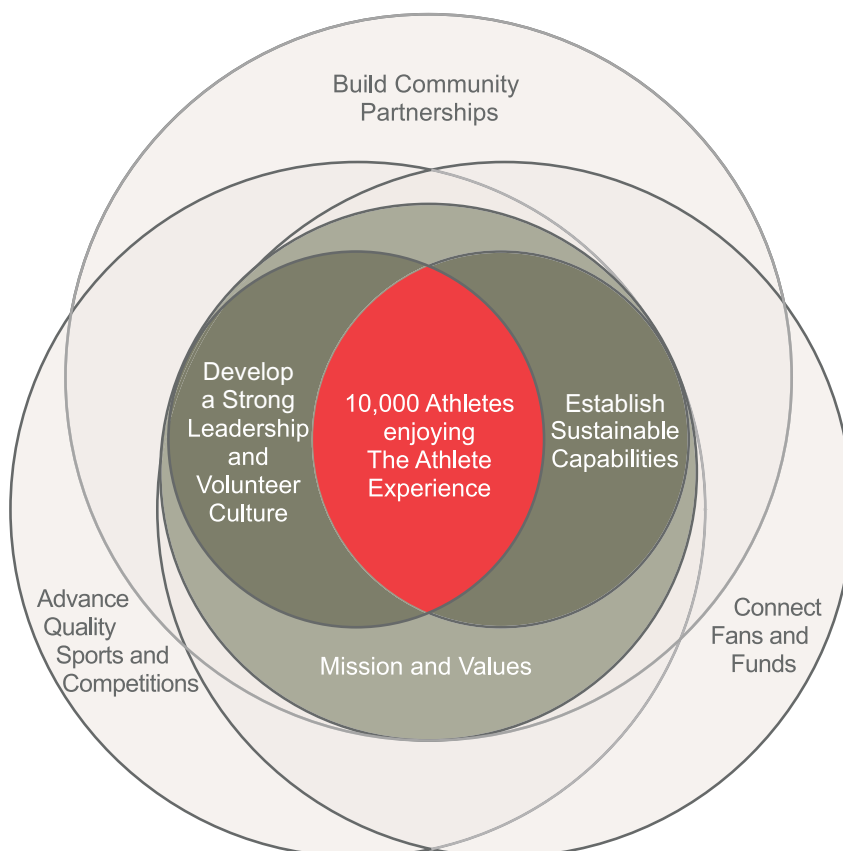 Build Community
Partnerships
Develop
a Strong
Leadership
and
Volunteer
Culture
10,000 Athletes
enjoying
The Athlete
Experience
Establish
Sustainable
Capabilities
Advance
Quality
Sports and
Competitions
Mission and Values
Connect
Fans and
Funds